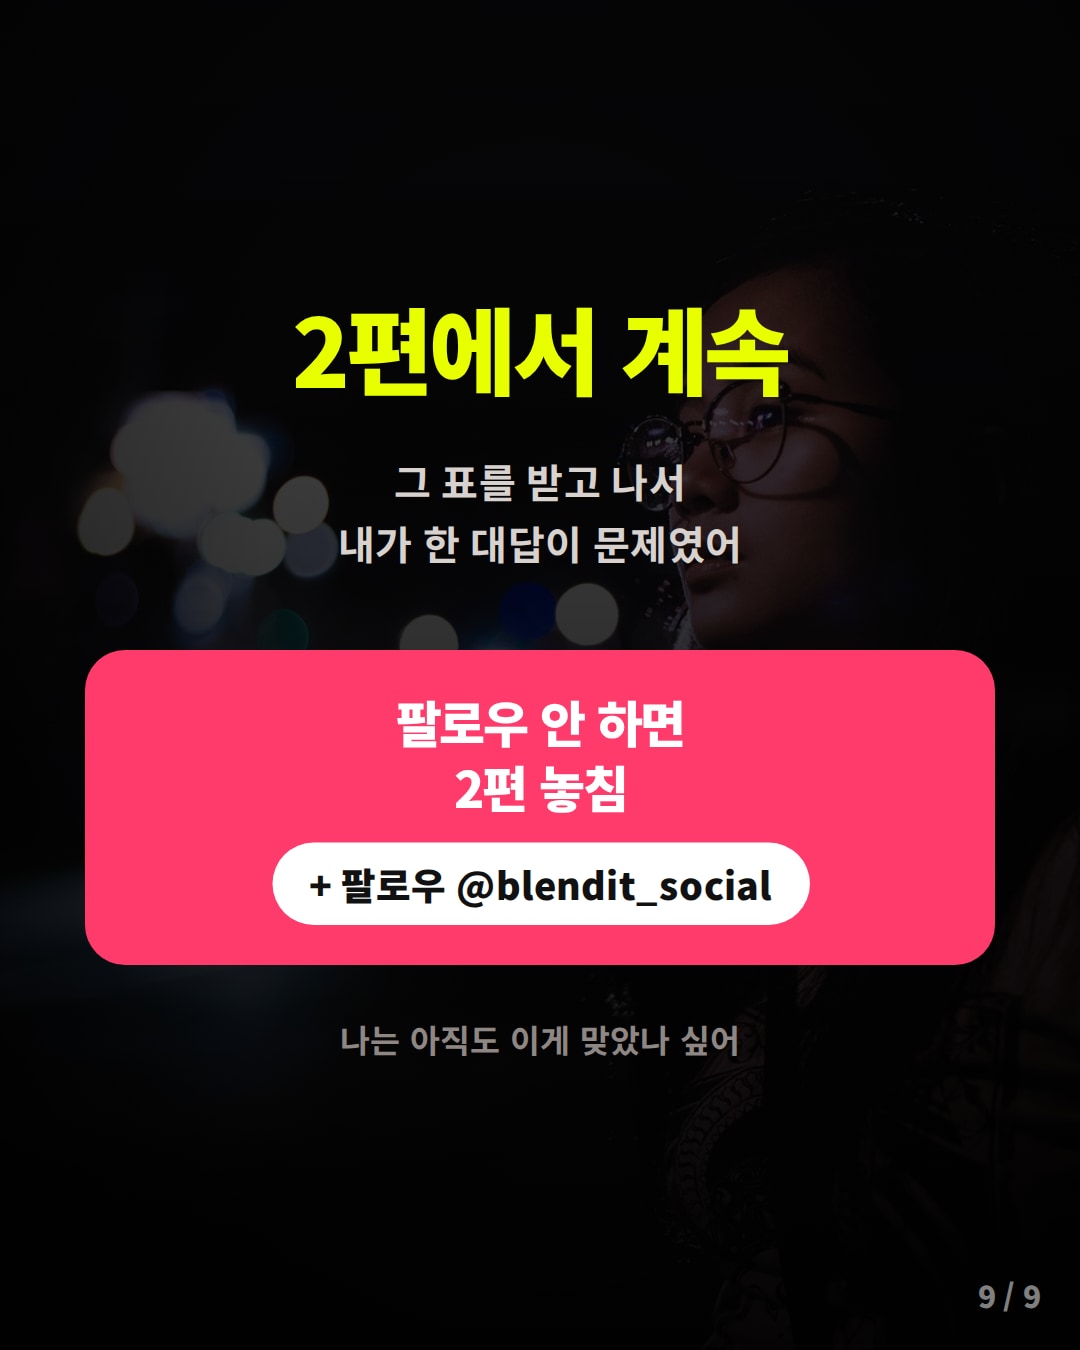 2편에서 계속
그 표를 받고 나서
내가 한 대답이 문제였어
팔로우 안 하면
2편 놓침
+ 팔로우 @blendit_social
나는 아직도 이게 맞았나 싶어
9 / 9